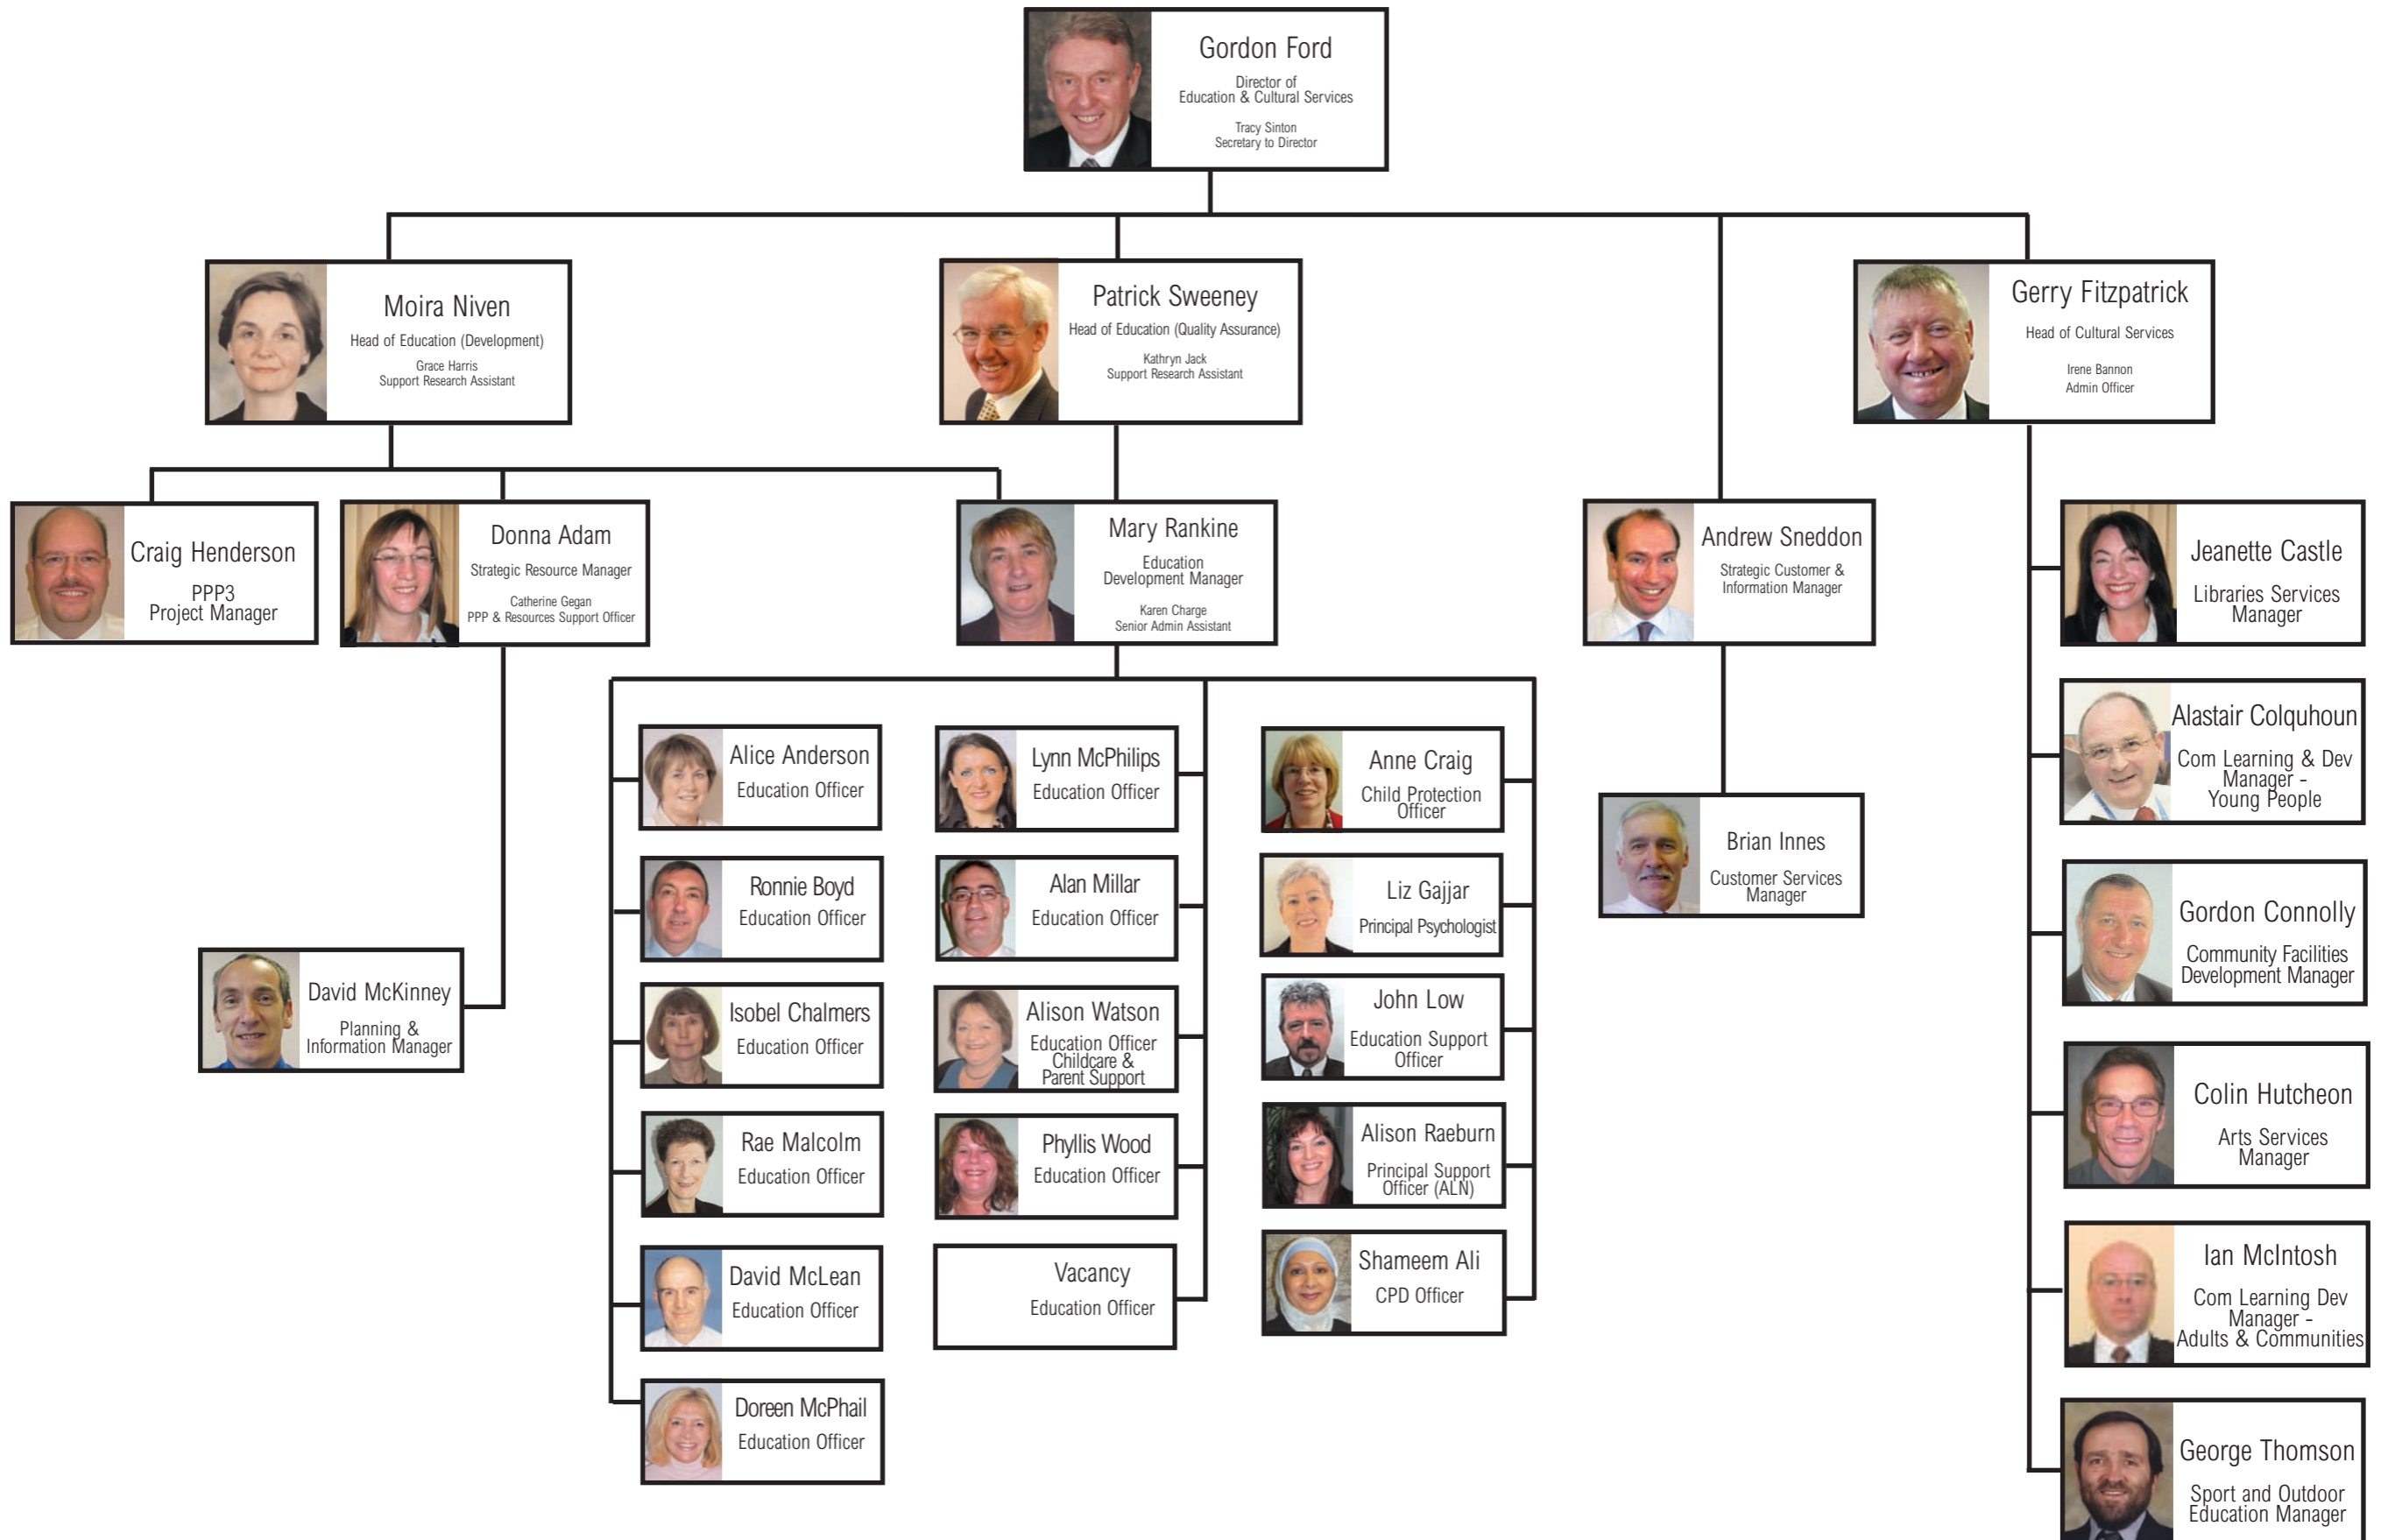 Gordon Ford
Director of
Education & Cultural Services
Tracy Sinton
Secretary to Director
Moira Niven
Head of Education (Development)
Grace Harris
Support Research Assistant
Patrick Sweeney
Head of Education (Quality Assurance)
Kathryn Jack
Support Research Assistant
Gerry Fitzpatrick
Head of Cultural Services
Irene Bannon
Admin Officer
Craig Henderson
PPP3
Project Manager
Donna Adam
Strategic Resource Manager
Catherine Gegan
PPP & Resources Support Officer
Mary Rankine
Education
Development Manager
Karen Charge
Senior Admin Assistant
Andrew Sneddon
Strategic Customer &
Information Manager
Jeanette Castle
Libraries Services
Manager
David McKinney
Planning &
Information Manager
Alice Anderson
Education Officer
Ronnie Boyd
Education Officer
Isobel Chalmers
Education Officer
Rae Malcolm
Education Officer
David McLean
Education Officer
Doreen McPhail
Education Officer
Lynn McPhilips
Education Officer
Alan Millar
Education Officer
Alison Watson
Education Officer
Childcare &
Parent Support
Phyllis Wood
Education Officer
Vacancy
Education Officer
Anne Craig
Child Protection
Officer
Liz Gajjar
Principal Psychologist
John Low
Education Support
Officer
Alison Raeburn
Principal Support
Officer (ALN)
Shameem Ali
CPD Officer
Brian Innes
Customer Services
Manager
Alastair Colquhoun
Com Learning & Dev
Manager -
Young People
Gordon Connolly
Community Facilities
Development Manager
Colin Hutcheon
Arts Services
Manager
Ian McIntosh
Com Learning Dev
Manager -
Adults & Communities
George Thomson
Sport and Outdoor
Education Manager